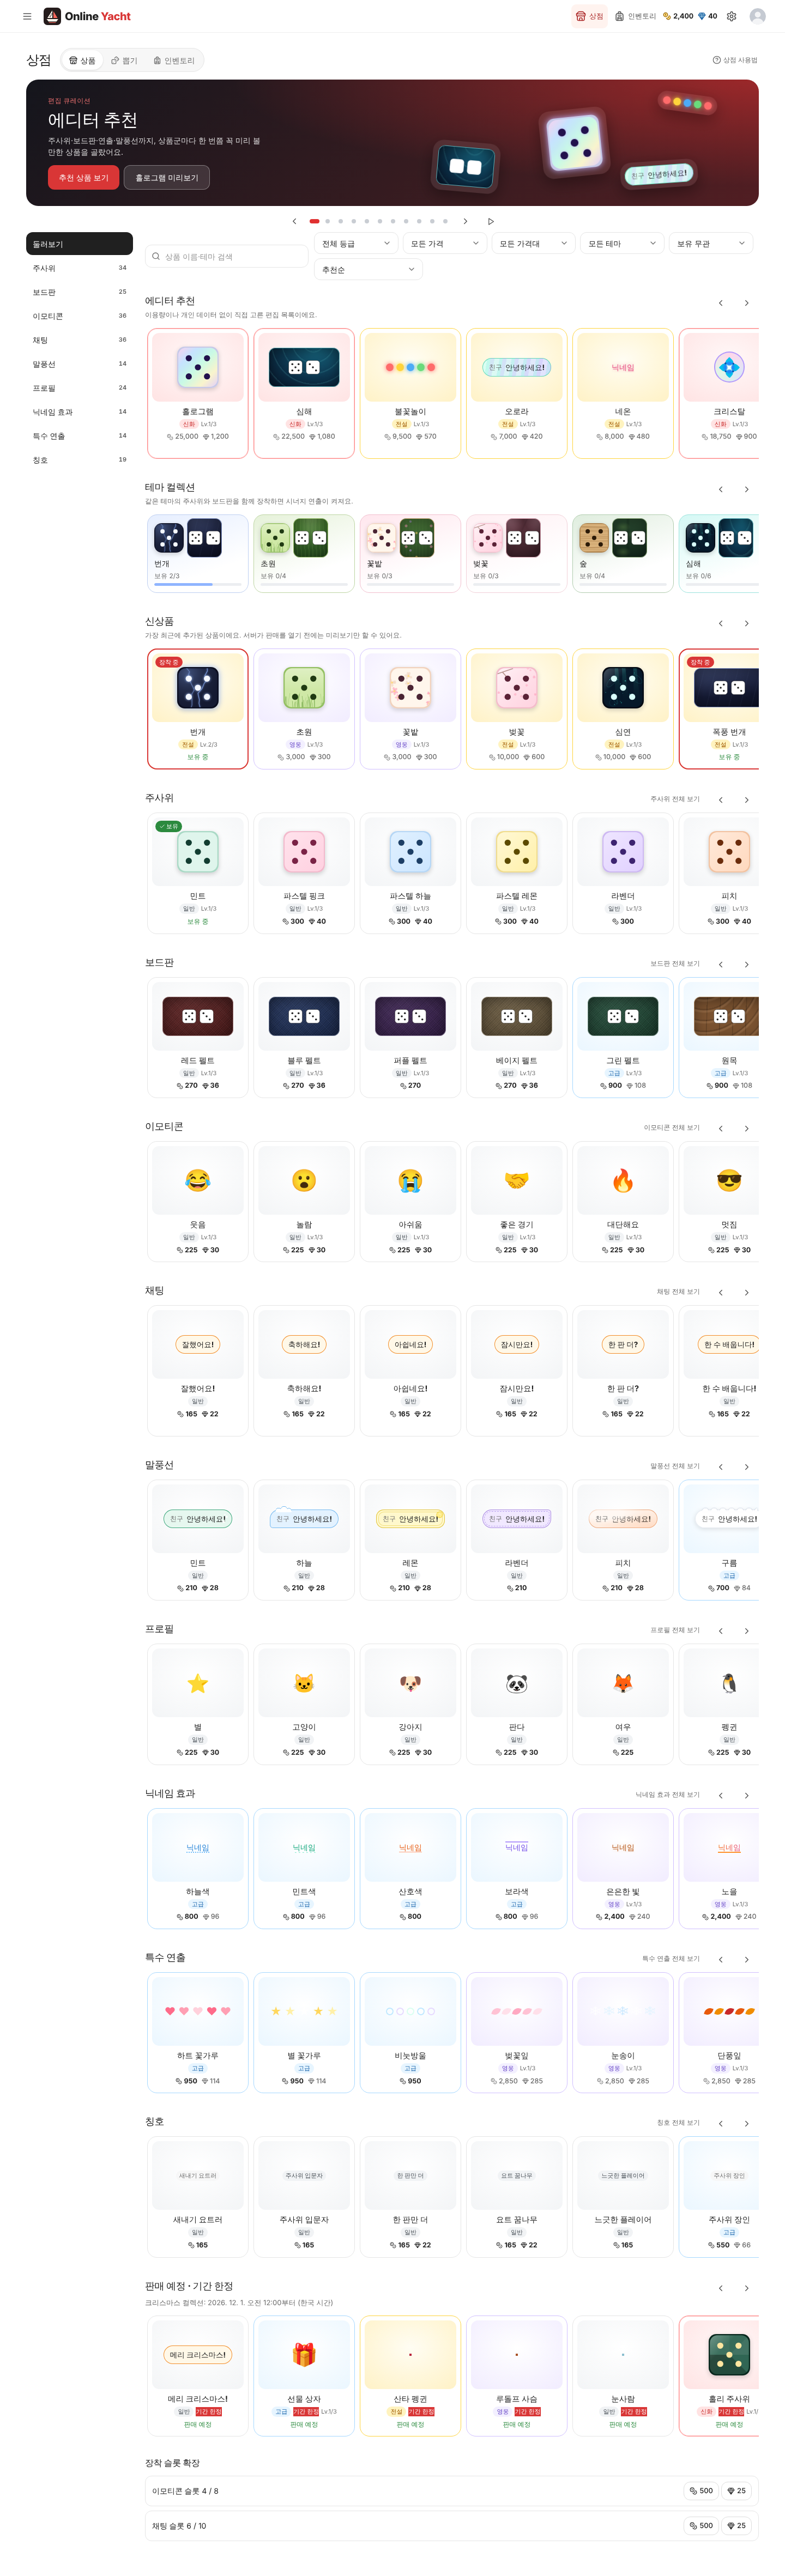 Online Yacht
상점
인벤토리
2,400
40
상점
상품
뽑기
인벤토리
상점 사용법
편집 큐레이션
에디터 추천
주사위·보드판·연출·말풍선까지, 상품군마다 한 번쯤 꼭 미리 볼
만한 상품을 골랐어요.
추천 상품 보기
홀로그램 미리보기
친구 안녕하세요!
둘러보기
주사위 34
보드판 25
이모티콘 36
채팅 36
말풍선 14
프로필 24
닉네임 효과 14
특수 연출 14
칭호 19
상품 이름·테마 검색
전체 등급
모든 가격
모든 가격대
모든 테마
보유 무관
추천순
에디터 추천
이용량이나 개인 데이터 없이 직접 고른 편집 목록이에요.
친구 안녕하세요!
닉네임
홀로그램
심해
불꽃놀이
오로라
네온
크리스탈
신화 Lv.1/3
신화 Lv.1/3
전설 Lv.1/3
전설 Lv.1/3
전설 Lv.1/3
신화 Lv.1/3
25,000 1,200
22,500 1,080
9,500 570
7,000 420
8,000 480
18,750 900
테마 컬렉션
같은 테마의 주사위와 보드판을 함께 장착하면 시너지 연출이 켜져요.
번개
초원
꽃밭
벚꽃
숲
심해
보유 2/3
보유 0/4
보유 0/3
보유 0/3
보유 0/4
보유 0/6
신상품
가장 최근에 추가된 상품이에요. 서버가 판매를 열기 전에는 미리보기만 할 수 있어요.
장착 중
장착 중
번개
초원
꽃밭
벚꽃
심연
폭풍 번개
전설 Lv.2/3
영웅 Lv.1/3
영웅 Lv.1/3
전설 Lv.1/3
전설 Lv.1/3
전설 Lv.1/3
보유 중
3,000 300
3,000 300
10,000 600
10,000 600
보유 중
주사위
주사위 전체 보기
보유
민트
파스텔 핑크
파스텔 하늘
파스텔 레몬
라벤더
피치
일반 Lv.1/3
일반 Lv.1/3
일반 Lv.1/3
일반 Lv.1/3
일반 Lv.1/3
일반 Lv.1/3
보유 중
300 40
300 40
300 40
300
300 40
보드판
보드판 전체 보기
레드 펠트
블루 펠트
퍼플 펠트
베이지 펠트
그린 펠트
원목
일반 Lv.1/3
일반 Lv.1/3
일반 Lv.1/3
일반 Lv.1/3
고급 Lv.1/3
고급 Lv.1/3
270 36
270 36
270
270 36
900 108
900 108
이모티콘
이모티콘 전체 보기
웃음
놀람
아쉬움
좋은 경기
대단해요
멋짐
일반 Lv.1/3
일반 Lv.1/3
일반 Lv.1/3
일반 Lv.1/3
일반 Lv.1/3
일반 Lv.1/3
225 30
225 30
225 30
225 30
225 30
225 30
채팅
채팅 전체 보기
잘했어요!
축하해요!
아쉽네요!
잠시만요!
한 판 더?
한 수 배웁니다!
잘했어요!
축하해요!
아쉽네요!
잠시만요!
한 판 더?
한 수 배웁니다!
일반
일반
일반
일반
일반
일반
165 22
165 22
165 22
165 22
165 22
165 22
말풍선
말풍선 전체 보기
친구 안녕하세요!
친구 안녕하세요!
친구 안녕하세요!
친구 안녕하세요!
친구 안녕하세요!
친구 안녕하세요!
민트
하늘
레몬
라벤더
피치
구름
일반
일반
일반
일반
일반
고급
210 28
210 28
210 28
210
210 28
700 84
프로필
프로필 전체 보기
별
고양이
강아지
판다
여우
펭귄
일반
일반
일반
일반
일반
일반
225 30
225 30
225 30
225 30
225
225 30
닉네임 효과
닉네임 효과 전체 보기
닉네임
닉네임
닉네임
닉네임
닉네임
닉네임
하늘색
민트색
산호색
보라색
은은한 빛
노을
고급
고급
고급
고급
영웅 Lv.1/3
영웅 Lv.1/3
800 96
800 96
800
800 96
2,400 240
2,400 240
특수 연출
특수 연출 전체 보기
하트 꽃가루
별 꽃가루
비눗방울
벚꽃잎
눈송이
단풍잎
고급
고급
고급
영웅 Lv.1/3
영웅 Lv.1/3
영웅 Lv.1/3
950 114
950 114
950
2,850 285
2,850 285
2,850 285
칭호
칭호 전체 보기
새내기 요트러
주사위 입문자
한 판만 더
요트 꿈나무
느긋한 플레이어
주사위 장인
새내기 요트러
주사위 입문자
한 판만 더
요트 꿈나무
느긋한 플레이어
주사위 장인
일반
일반
일반
일반
일반
고급
165
165
165 22
165 22
165
550 66
판매 예정 · 기간 한정
크리스마스 컬렉션: 2026. 12. 1. 오전 12:00부터 (한국 시간)
메리 크리스마스!
메리 크리스마스!
선물 상자
산타 펭귄
루돌프 사슴
눈사람
홀리 주사위
일반 기간 한정
고급 기간 한정 Lv.1/3
전설 기간 한정
영웅 기간 한정
일반 기간 한정
신화 기간 한정
판매 예정
판매 예정
판매 예정
판매 예정
판매 예정
판매 예정
장착 슬롯 확장
이모티콘 슬롯 4 / 8
500
25
채팅 슬롯 6 / 10
500
25